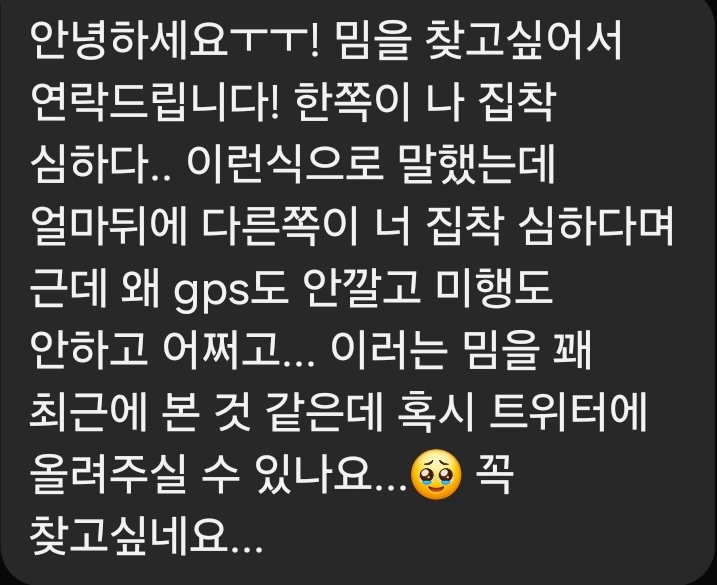 안녕하세요ㅜㅜ! 밈을 찾고싶어서
연락드립니다! 한쪽이 나 집착
심하다.. 이런식으로 말했는데
얼마뒤에 다른쪽이 너 집착 심하다며
근데 왜 gps도 안깔고 미행도
안하고 어쩌고... 이러는 밈을 꽤
최근에 본 것 같은데 혹시 트위터에
올려주실 수 있나요...🥹 꼭
찾고싶네요...